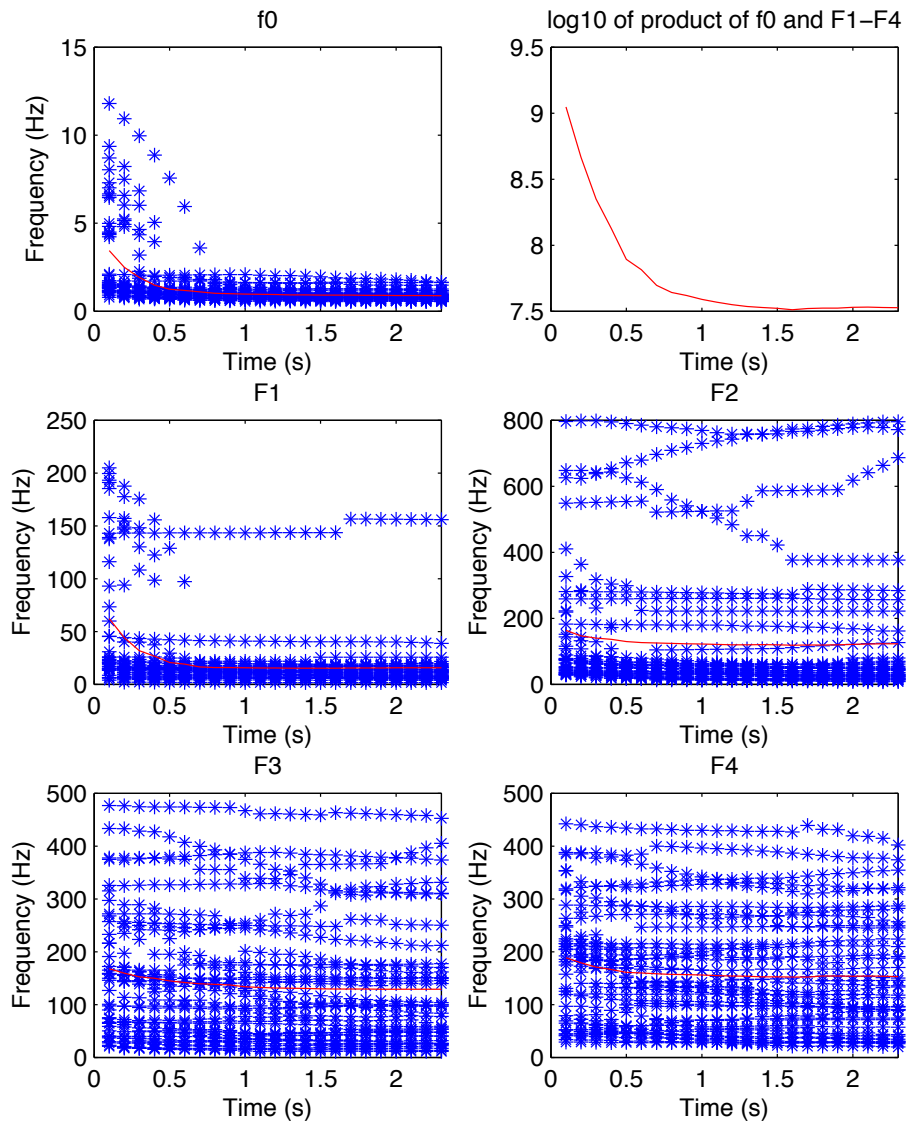 f0
15
10
5
0
Frequency (Hz)
0 0.5 1 1.5 2
Time (s)
log10 of product of f0 and F1−F4
9.5
9
8.5
8
7.5
Frequency (Hz)
0 0.5 1 1.5 2
Time (s)
F1
250
200
150
100
50
0
Frequency (Hz)
0 0.5 1 1.5 2
Time (s)
F2
800
600
400
200
0
Frequency (Hz)
0 0.5 1 1.5 2
Time (s)
F3
500
400
300
200
100
0
Frequency (Hz)
0 0.5 1 1.5 2
Time (s)
F4
500
400
300
200
100
0
Frequency (Hz)
0 0.5 1 1.5 2
Time (s)